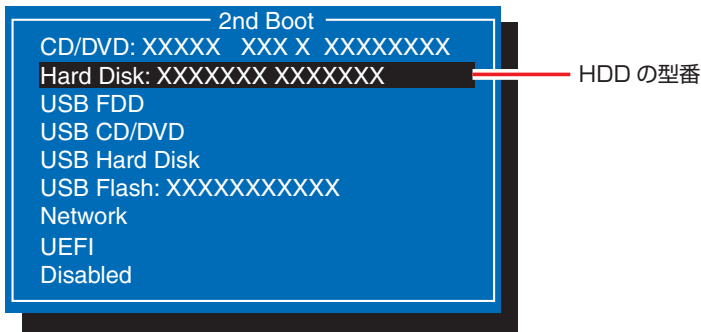 2nd Boot
CD/DVD: XXXXX XXX X XXXXXXXX
Hard Disk: XXXXXXX XXXXXXX
HDD の型番
USB FDD
USB CD/DVD
USB Hard Disk
USB Flash: XXXXXXXXXXX
Network
UEFI
Disabled